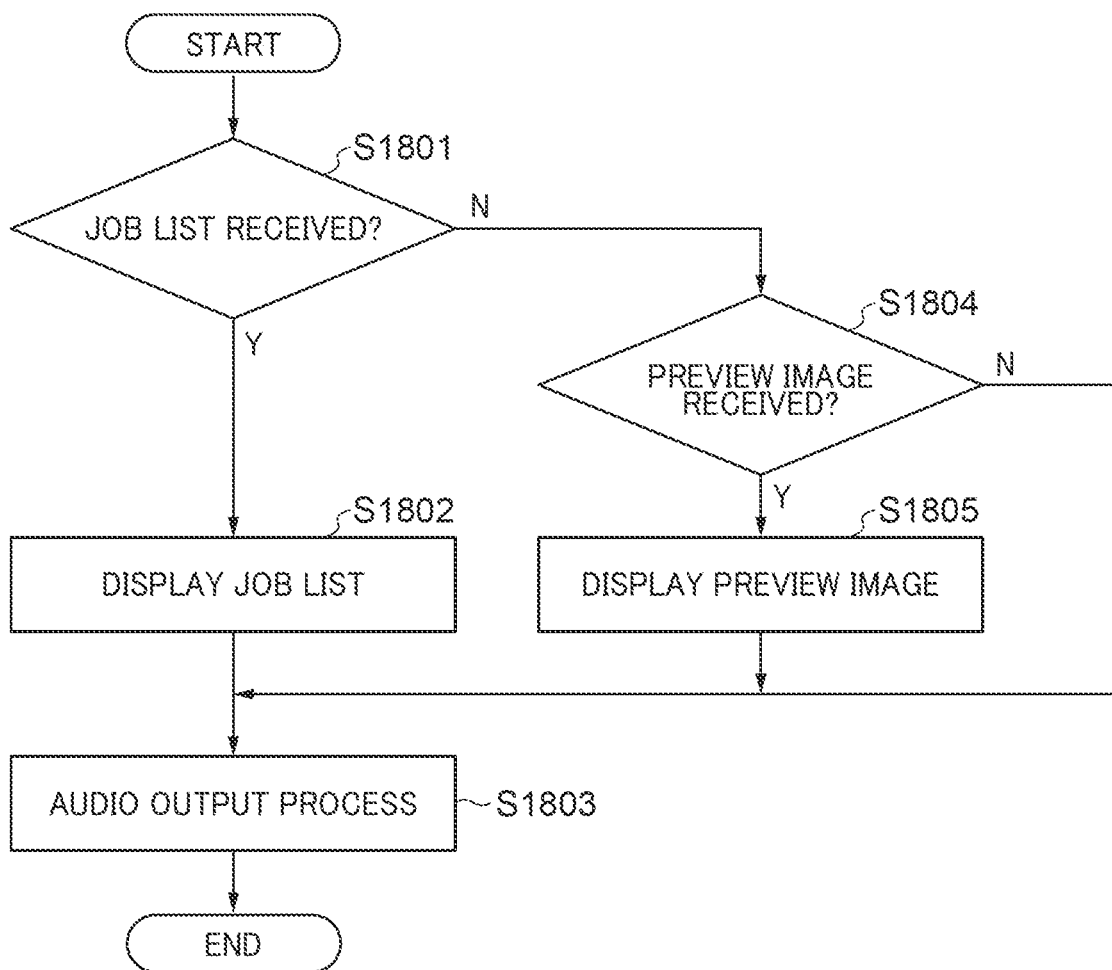 START
S1801
JOB LIST RECEIVED?
N
Y
S1804
PREVIEW IMAGE
RECEIVED?
N
Y
S1802
DISPLAY JOB LIST
S1805
DISPLAY PREVIEW IMAGE
AUDIO OUTPUT PROCESS
S1803
END